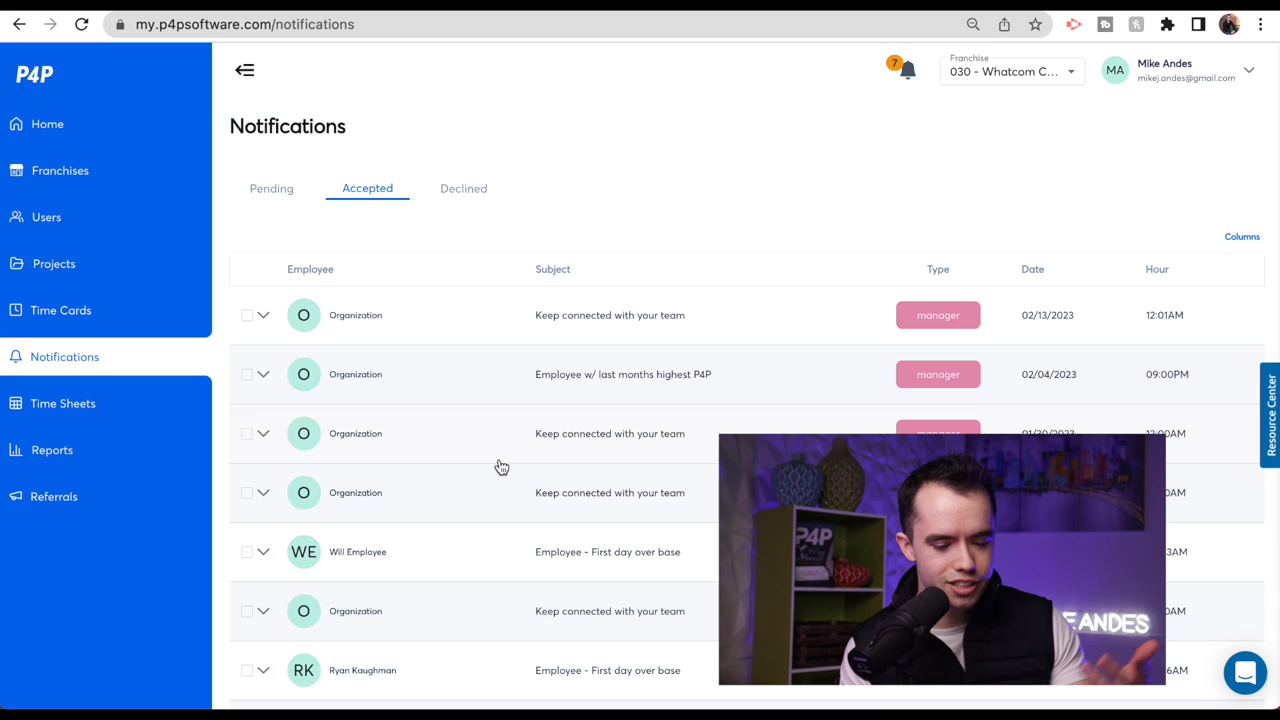 my.p4psoftware.com/notifications
P4P
7
Franchise
030 - Whatcom C...
MA
Mike Andes
mikej.andes@gmail.com
Home
Franchises
Users
Projects
Time Cards
Notifications
Time Sheets
Reports
Referrals
Notifications
Pending Accepted Declined
Columns
Employee Subject Type Date Hour
O Organization Keep connected with your team manager 02/13/2023 12:01AM
O Organization Employee w/ last months highest P4P manager 02/04/2023 09:00PM
O Organization Keep connected with your team manager 01/30/2023 12:00AM
O Organization Keep connected with your team
WE Will Employee Employee - First day over base
O Organization Keep connected with your team
RK Ryan Kaughman Employee - First day over base
Resource Center
P4P
E ANDES